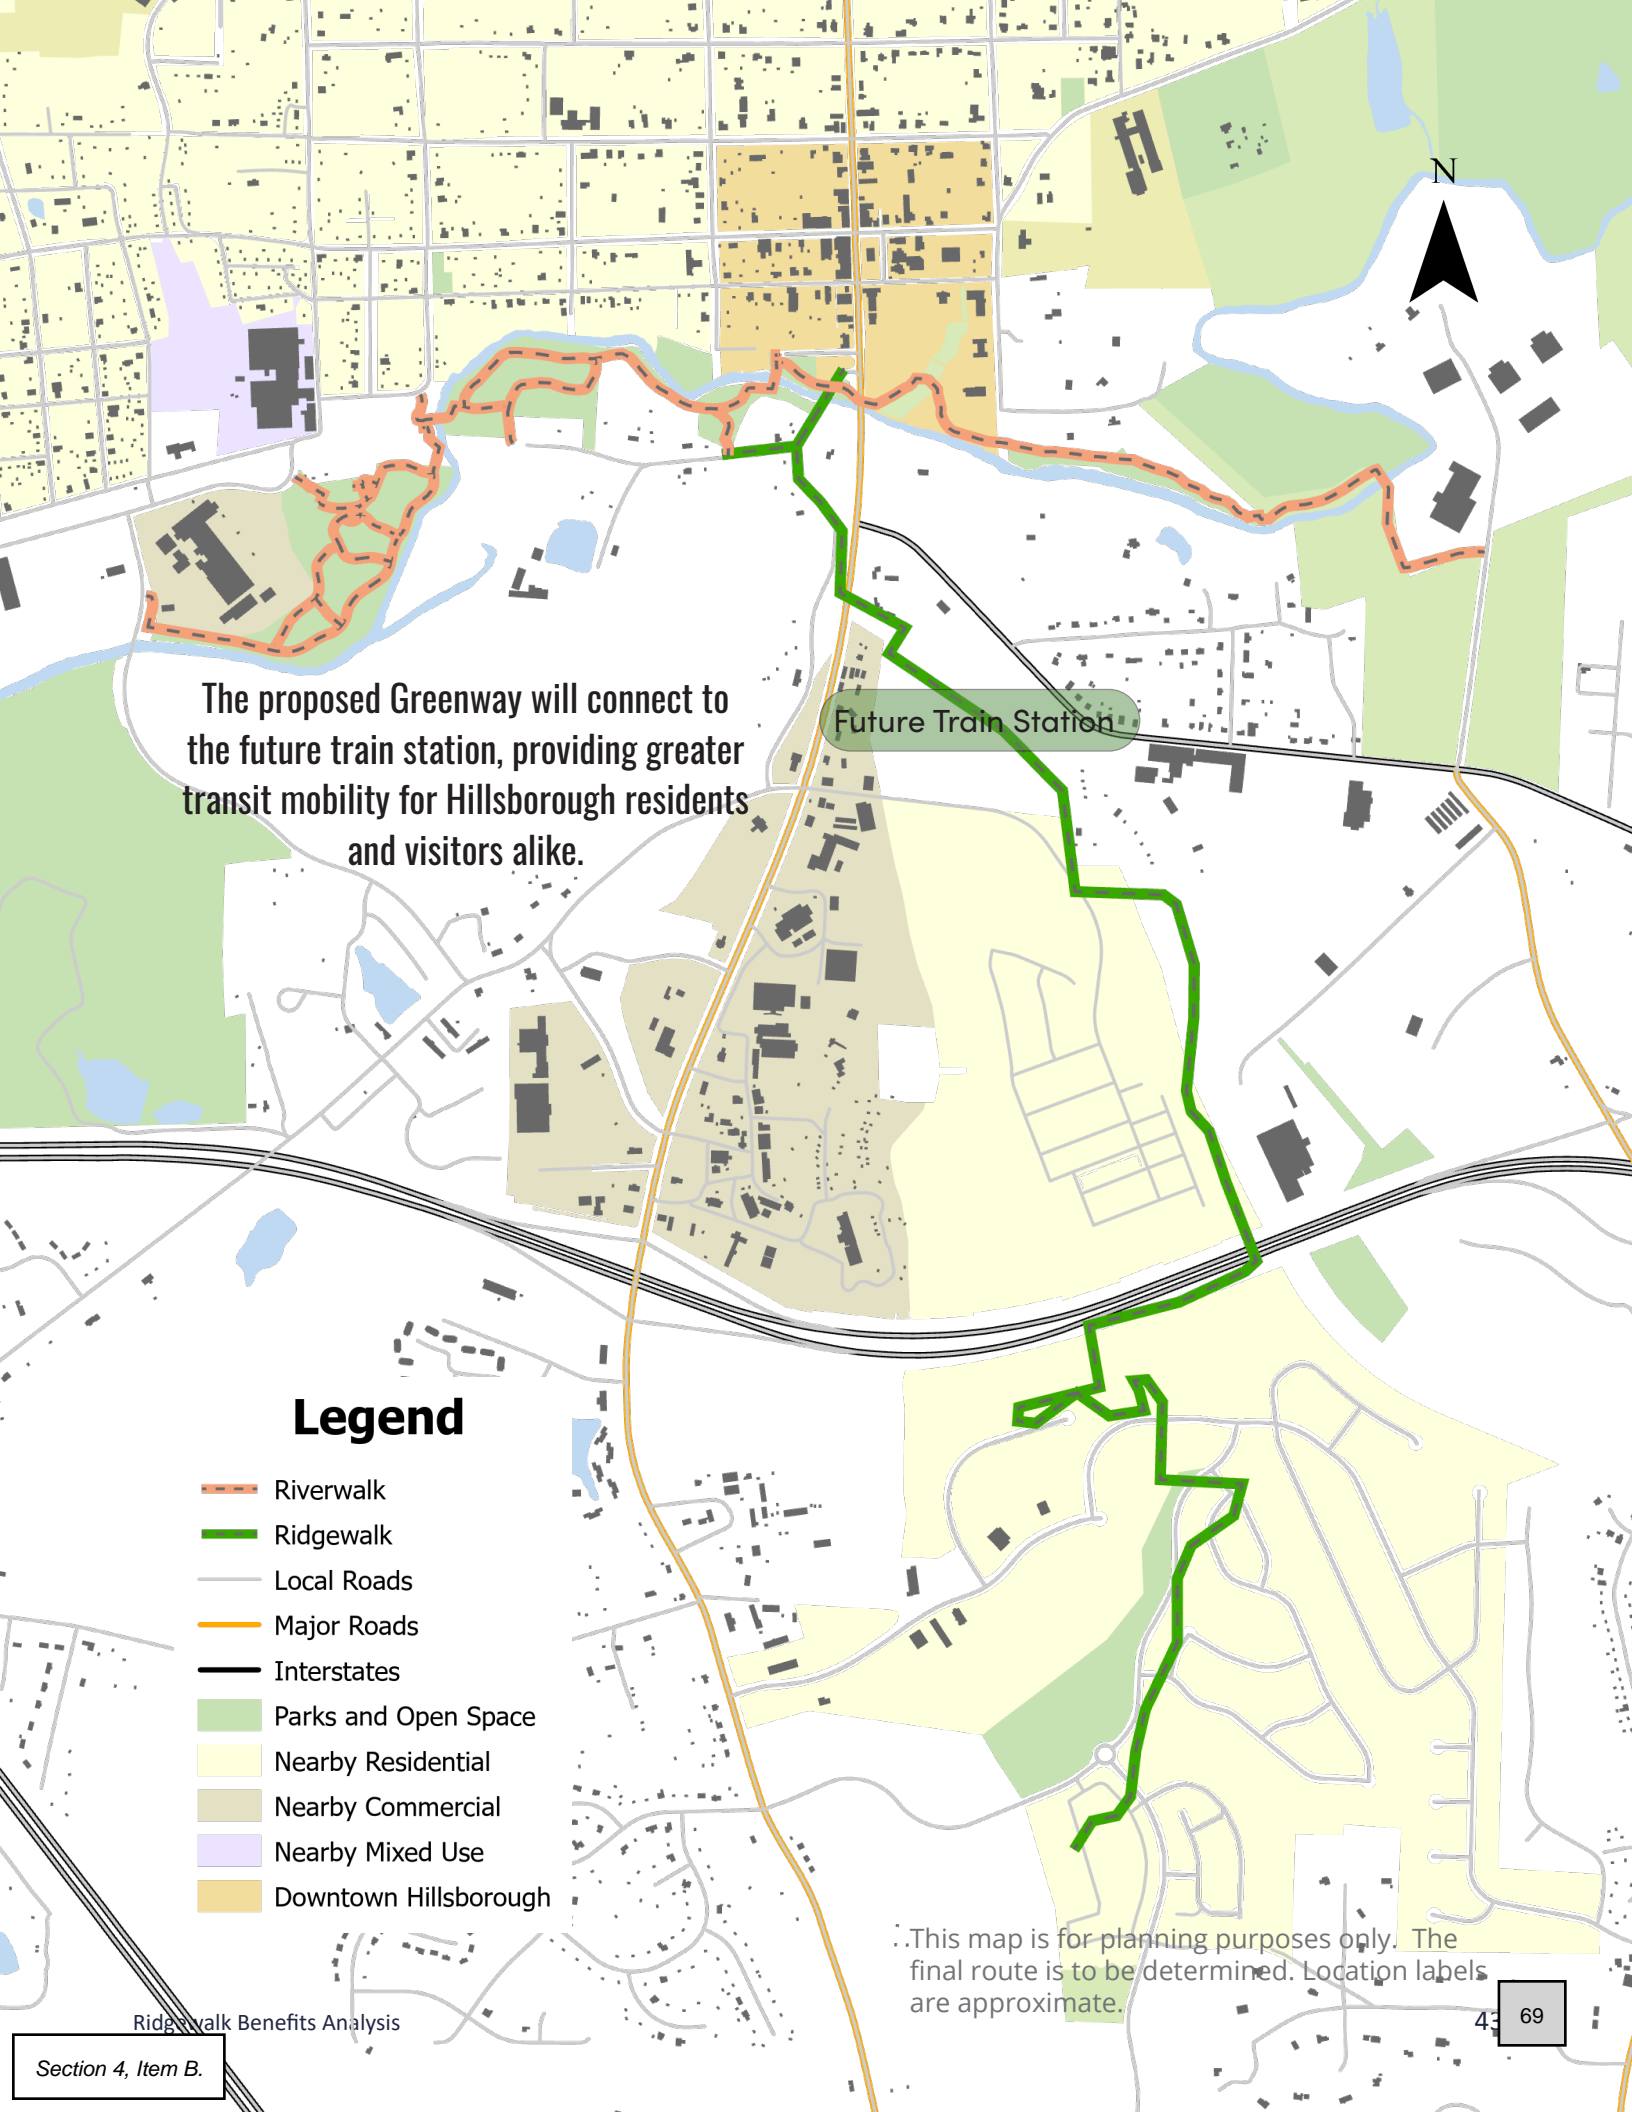 N
Future Train Station
The proposed Greenway will connect to
the future train station, providing greater
transit mobility for Hillsborough residents
and visitors alike.
Legend
Riverwalk
Ridgewalk
Local Roads
Major Roads
Interstates
Parks and Open Space
Nearby Residential
Nearby Commercial
Nearby Mixed Use
Downtown Hillsborough
This map is for planning purposes only. The
final route is to be determined. Location labels
are approximate.
Ridgewalk Benefits Analysis
43
69
Section 4, Item B.